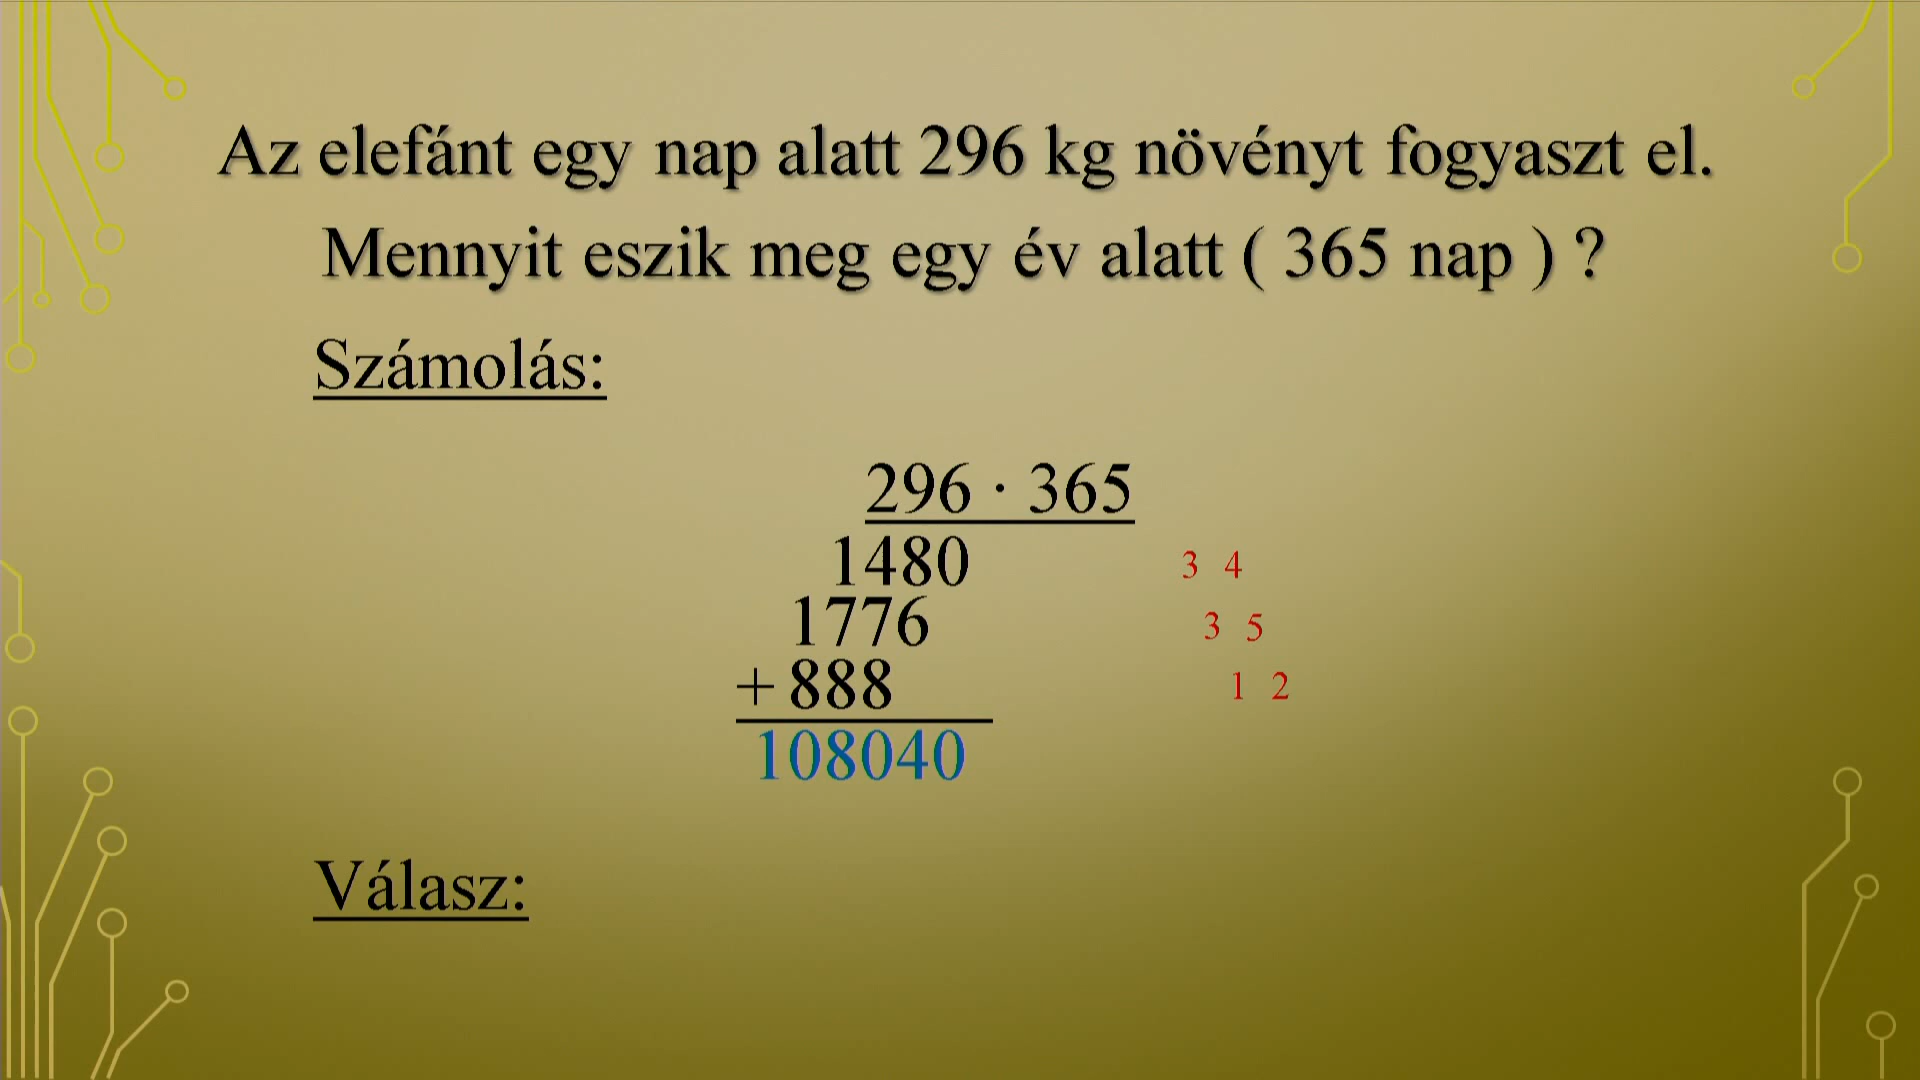 Az elefánt egy nap alatt 296 kg növényt fogyaszt el.
Mennyit eszik meg egy év alatt ( 365 nap ) ?
Számolás:
296 · 365
1480 3 4
1776 3 5
+ 888 1 2
108040
Válasz: